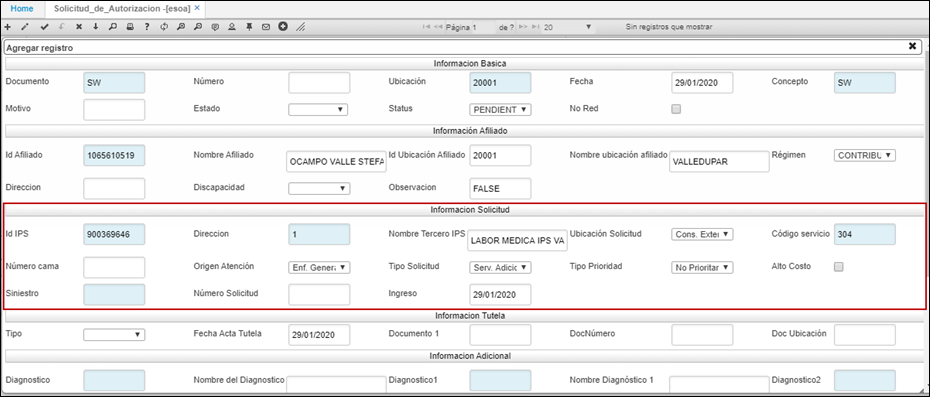 Home Solicitud_de_Autorizacion -[esoa] ×
Página 1 de ? 20 Sin registros que mostrar
Agregar registro
Informacion Basica
Documento SW Número Ubicación 20001 Fecha 29/01/2020 Concepto SW
Motivo Estado Status PENDIENT No Red
Información Afiliado
Id Afiliado 1065610519 Nombre Afiliado OCAMPO VALLE STEFA Id Ubicación Afiliado 20001 Nombre ubicación afiliado VALLEDUPAR Régimen CONTRIBU
Direccion Discapacidad Observacion FALSE
Informacion Solicitud
Id IPS 900369646 Direccion 1 Nombre Tercero IPS LABOR MEDICA IPS VA Ubicación Solicitud Cons. Exter Código servicio 304
Número cama Origen Atención Enf. Genera Tipo Solicitud Serv. Adicic Tipo Prioridad No Prioritar Alto Costo
Siniestro Número Solicitud Ingreso 29/01/2020
Informacion Tutela
Tipo Fecha Acta Tutela 29/01/2020 Documento 1 DocNúmero Doc Ubicación
Informacion Adicional
Diagnostico Nombre del Diagnostico Diagnostico1 Nombre Diagnóstico 1 Diagnostico2